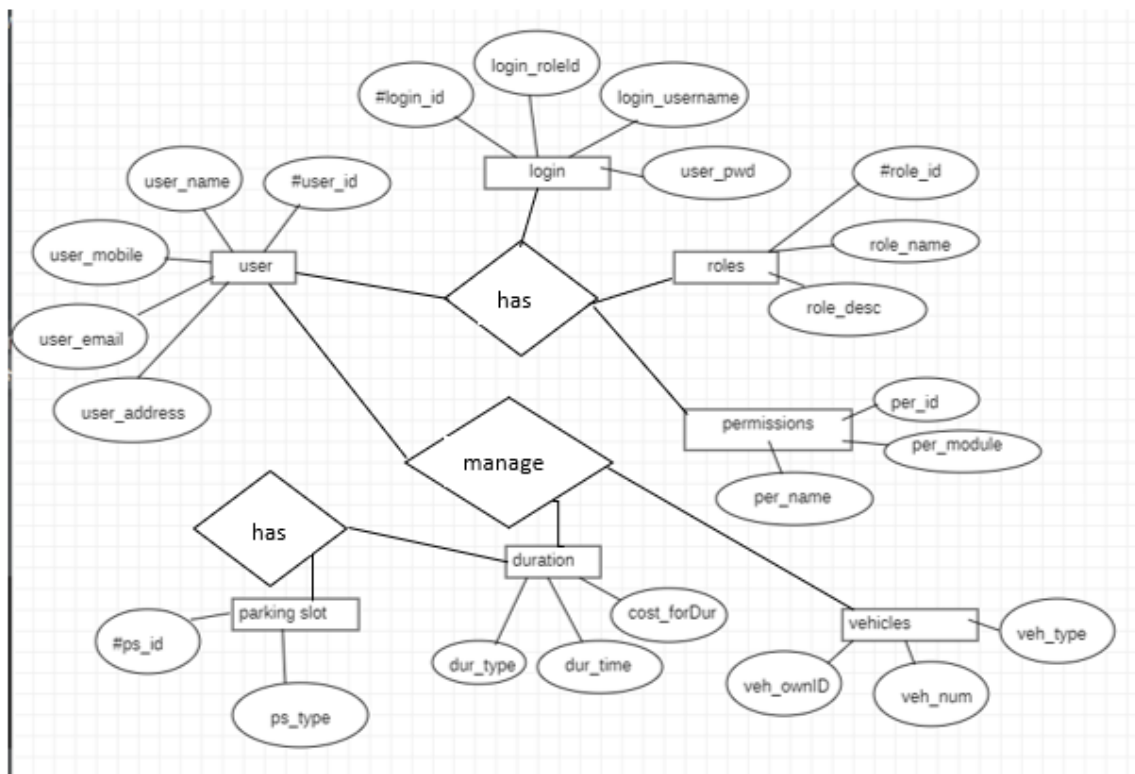 login_roleId
#login_id
login_username
login
user_pwd
#role_id
user_name
#user_id
role_name
user_mobile
user
roles
has
role_desc
user_email
user_address
per_id
permissions
per_module
manage
per_name
has
duration
parking slot
cost_forDur
vehicles
veh_type
#ps_id
dur_type
dur_time
veh_ownID
veh_num
ps_type